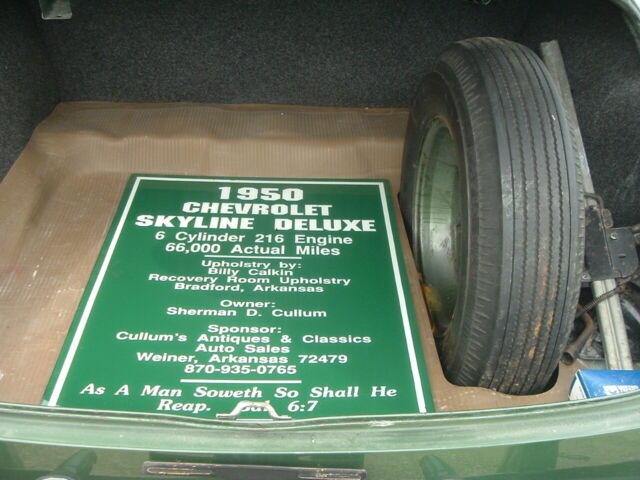 1950
CHEVROLET
SKYLINE DELUXE
6 Cylinder 216 Engine
66,000 Actual Miles
Upholstry by:
Billy Calkin
Recovery Room Upholstry
Bradford, Arkansas
Owner:
Sherman D. Cullum
Sponsor:
Cullum's Antiques & Classics
Auto Sales
Weiner, Arkansas 72479
870-935-0765
As A Man Soweth So Shall He
Reap. 6:7